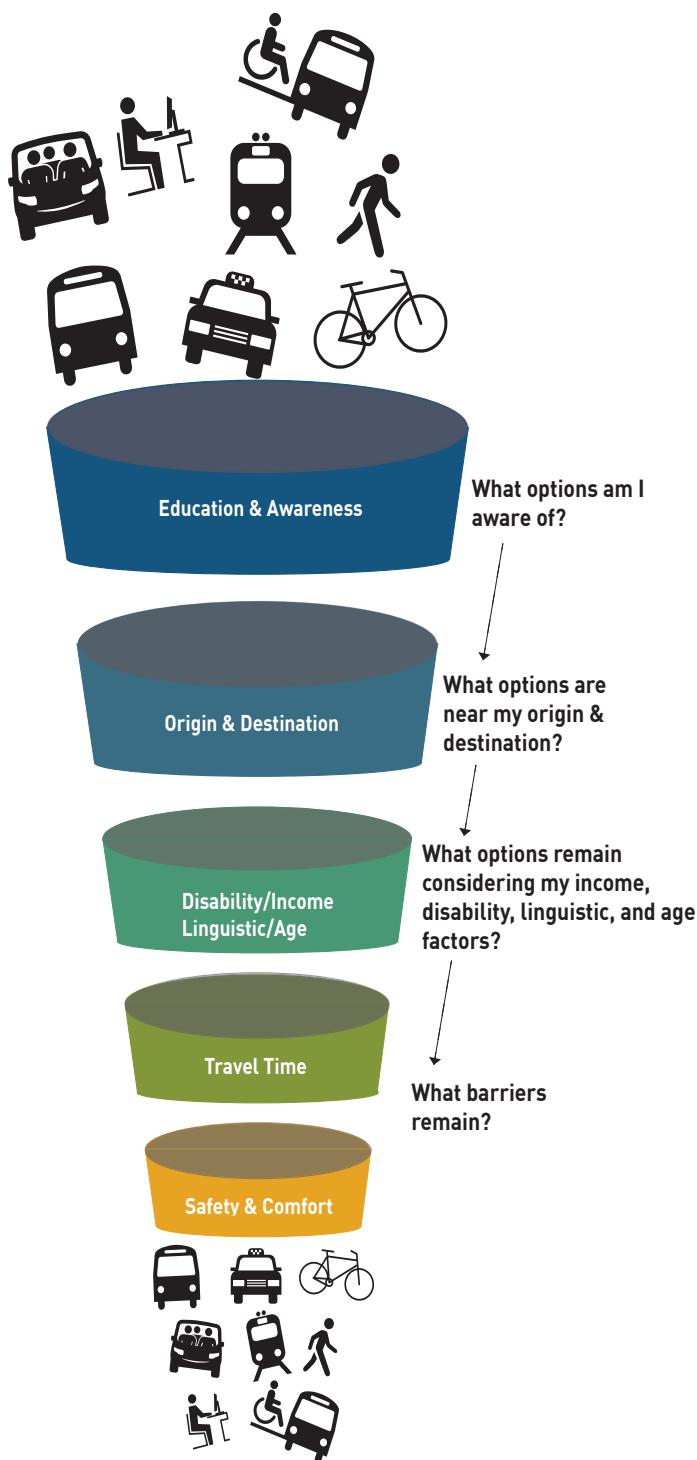 Education & Awareness
What options am I
aware of?
Origin & Destination
What options are
near my origin &
destination?
Disability/Income
Linguistic/Age
What options remain
considering my income,
disability, linguistic, and age
factors?
Travel Time
What barriers
remain?
Safety & Comfort